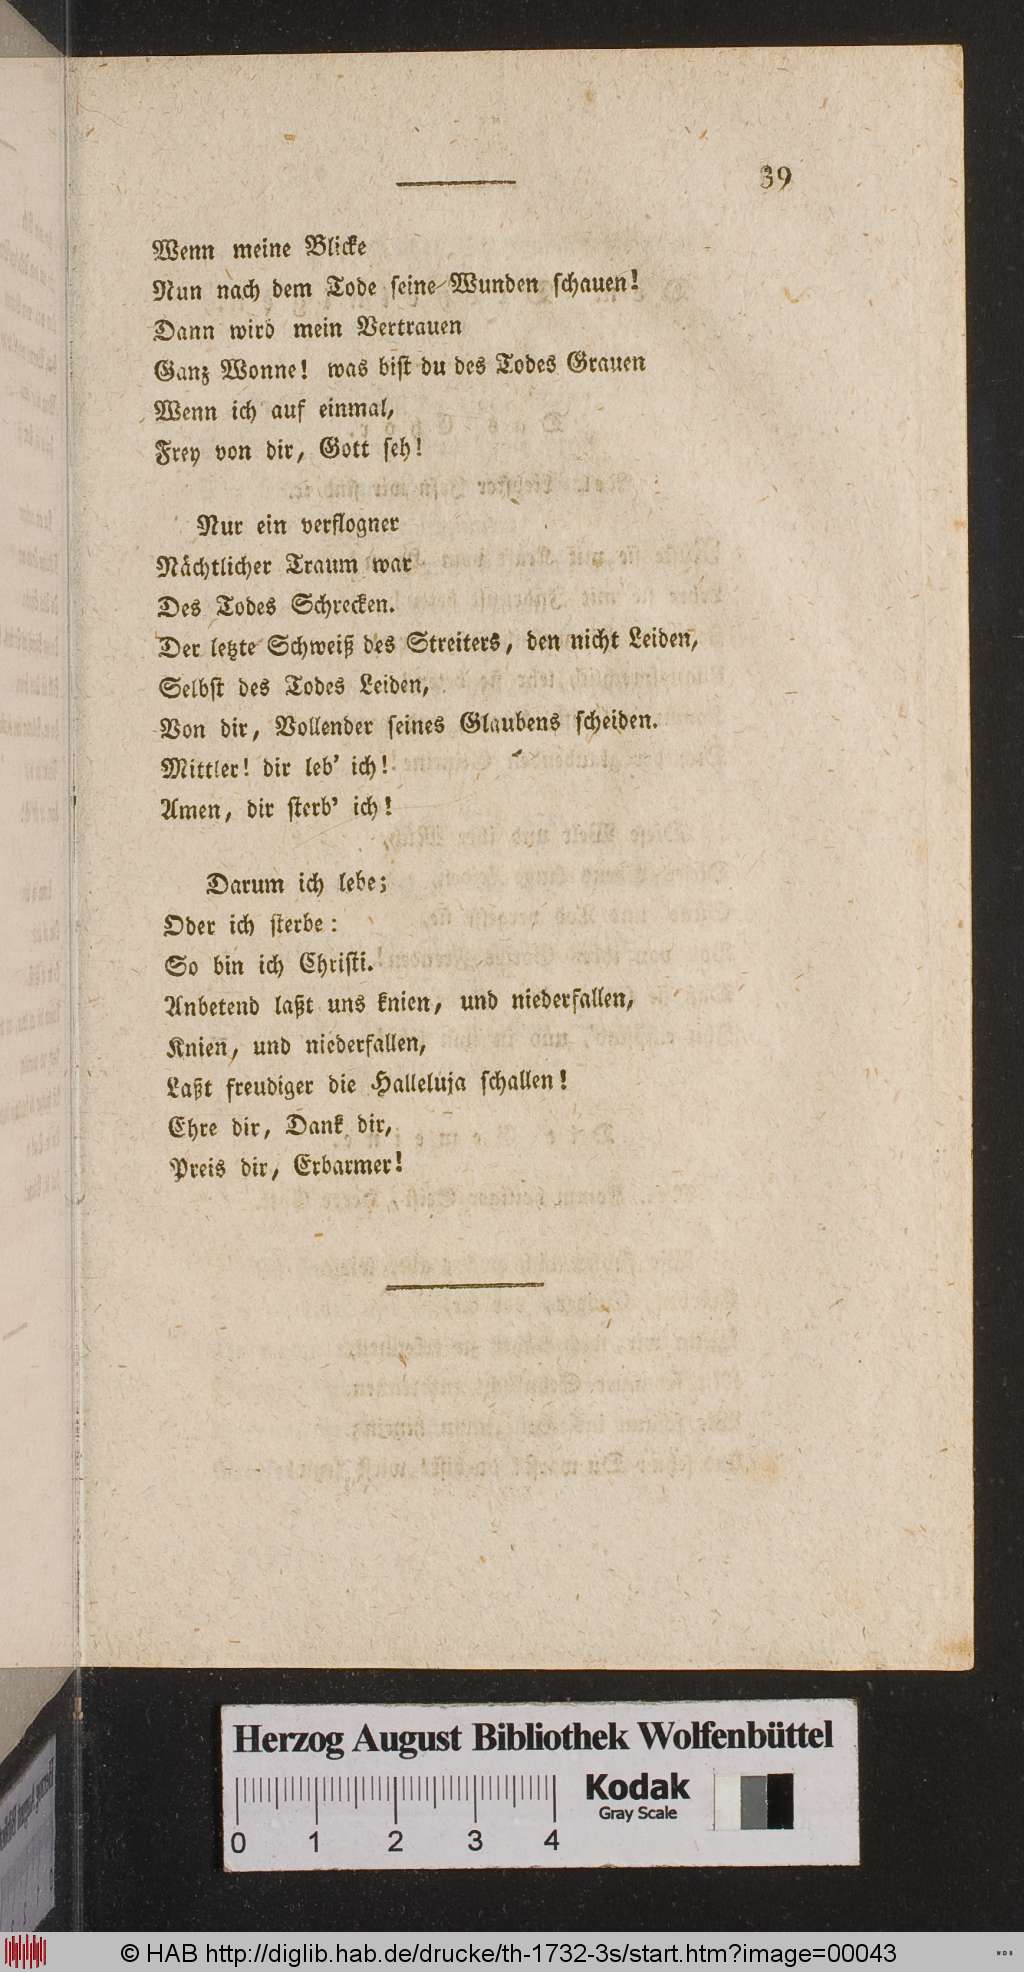 39
Wenn meine Blicke
Nun nach dem Tode seine Wunden schauen!
Dann wird mein Vertrauen
Ganz Wonne! was bist du des Todes Grauen
Wenn ich auf einmal,
Frey von dir, Gott seh!
Nur ein verflogner
Nächtlicher Traum war
Des Todes Schrecken.
Der letzte Schweiß des Streiters, den nicht Leiden,
Selbst des Todes Leiden,
Von dir, Vollender seines Glaubens scheiden.
Mittler! dir leb' ich!
Amen, dir sterb' ich!
Darum ich lebe;
Oder ich sterbe:
So bin ich Christi.
Anbetend laßt uns knien, und niederfallen,
Knien, und niederfallen,
Laßt freudiger die Halleluja schallen!
Ehre dir, Dank dir,
Preis dir, Erbarmer!
Herzog August Bibliothek Wolfenbüttel
Kodak
Gray Scale
0 1 2 3 4
© HAB http://diglib.hab.de/drucke/th-1732-3s/start.htm?image=00043